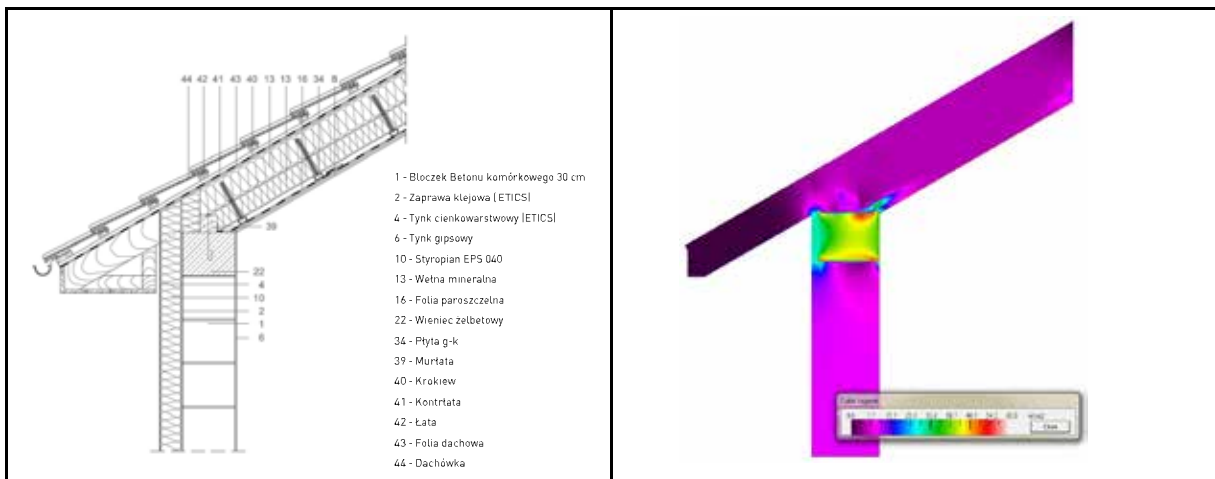 44 42 41 43 40 13 13 16 34 8
39
22
4
10
2
1
6
1 - Bloczek Betonu komórkowego 30 cm
2 - Zaprawa klejowa (ETICS)
4 - Tynk cienkowarstwowy (ETICS)
6 - Tynk gipsowy
10 - Styropian EPS 040
13 - Wełna mineralna
16 - Folia paroszczelna
22 - Wieniec żelbetowy
34 - Płyta g-k
39 - Murłata
40 - Krokiew
41 - Kontrłata
42 - Łata
43 - Folia dachowa
44 - Dachówka